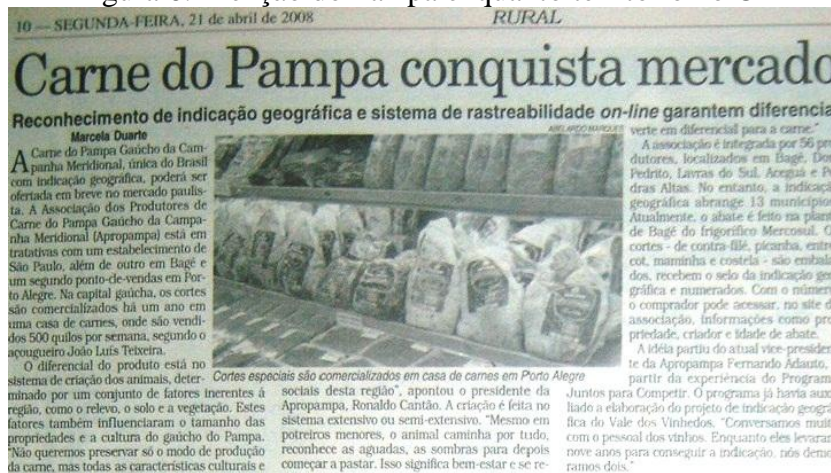 10 — SEGUNDA-FEIRA, 21 de abril de 2008
RURAL
Carne do Pampa conquista mercado
Reconhecimento de indicação geográfica e sistema de rastreabilidade on-line garantem diferencia
Marcela Duarte
A Carne do Pampa Gaúcho da Cam-
panha Meridional, única do Brasil
com indicação geográfica, poderá ser
ofertada em breve no mercado paulis-
ta. A Associação dos Produtores de
Carne do Pampa Gaúcho da Campa-
nha Meridional (Apropampa) está em
tratativas com um estabelecimento de
São Paulo, além de outro em Bagé e
um segundo ponto-de-vendas em Por-
to Alegre. Na capital gaúcha, os cortes
são comercializados há um ano em
uma casa de carnes, onde são vendi-
dos 500 quilos por semana, segundo o
açougueiro João Luís Teixeira.
O diferencial do produto está no
sistema de criação dos animais, deter-
minado por um conjunto de fatores inerentes à
região, como o relevo, o solo e a vegetação. Estes
fatores também influenciaram o tamanho das
propriedades e a cultura do gaúcho do Pampa.
"Não queremos preservar só o modo de produção
da carne, mas todas as características culturais e
ABELARDO MARQUES
Cortes especiais são comercializados em casa de carnes em Porto Alegre
sociais desta região", apontou o presidente da
Apropampa, Ronaldo Cantão. A criação é feita no
sistema extensivo ou semi-extensivo. "Mesmo em
potreiros menores, o animal caminha por tudo,
reconhece as aguadas, as sombras para depois
começar a pastar. Isso significa bem-estar e se re-
verte em diferencial para a carne."
A associação é integrada por 56 pro
dutores, localizados em Bagé, Do
Pedrito, Lavras do Sul, Aceguá e Pe
dras Altas. No entanto, a indicaç
geográfica abrange 13 município
Atualmente, o abate é feito na plan
de Bagé do frigorífico Mercosul. O
cortes - de contra-filé, picanha, entre
cot, maminha e costela - são embala
dos, recebem o selo da indicação geo
gráfica e numerados. Com o número
o comprador pode acessar, no site d
associação, informações como pro
priedade, criador e idade de abate.
A idéia partiu do atual vice-presiden
te da Apropampa Fernando Adauto,
partir da experiência do Program
Juntos para Competir. O programa já havia aux
liado a elaboração do projeto de indicação geográ
fica do Vale dos Vinhedos. "Conversamos muit
com o pessoal dos vinhos. Enquanto eles levaram
nove anos para conseguir a indicação, nós demo
ramos dois."